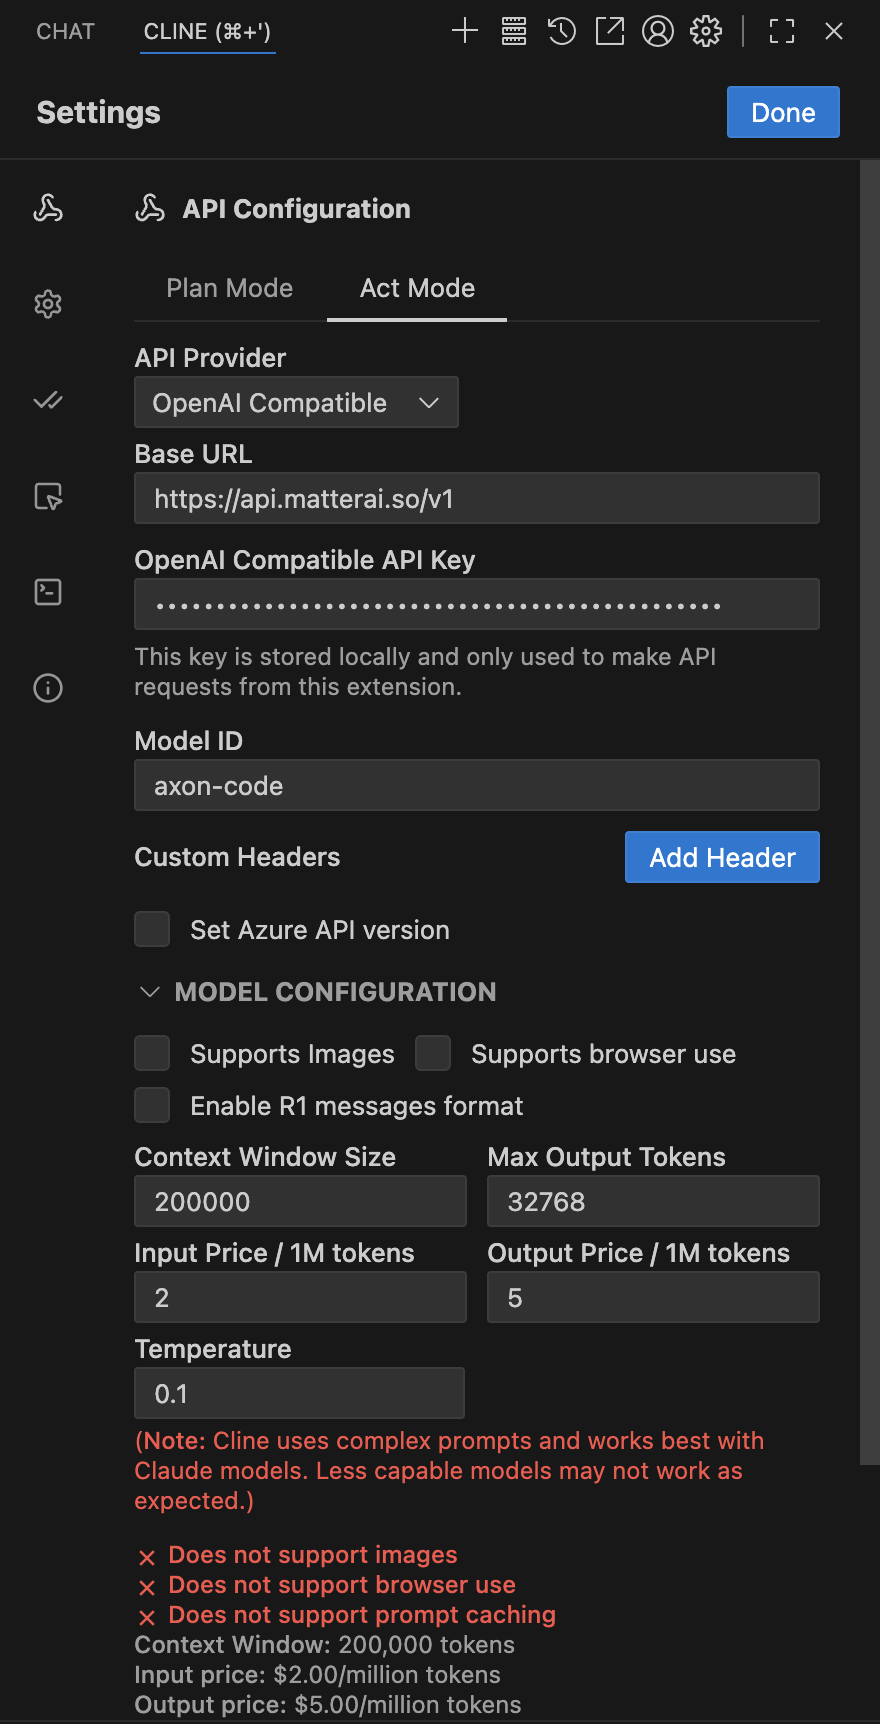 CHAT
CLINE (⌘+')
Settings
Done
API Configuration
Plan Mode
Act Mode
API Provider
OpenAI Compatible
Base URL
https://api.matterai.so/v1
OpenAI Compatible API Key
•••••••••••••••••••••••••••••••••••••••••••••••
This key is stored locally and only used to make API
requests from this extension.
Model ID
axon-code
Custom Headers
Add Header
Set Azure API version
MODEL CONFIGURATION
Supports Images
Supports browser use
Enable R1 messages format
Context Window Size
Max Output Tokens
200000
32768
Input Price / 1M tokens
Output Price / 1M tokens
2
5
Temperature
0.1
(Note: Cline uses complex prompts and works best with
Claude models. Less capable models may not work as
expected.)
Does not support images
Does not support browser use
Does not support prompt caching
Context Window: 200,000 tokens
Input price: $2.00/million tokens
Output price: $5.00/million tokens